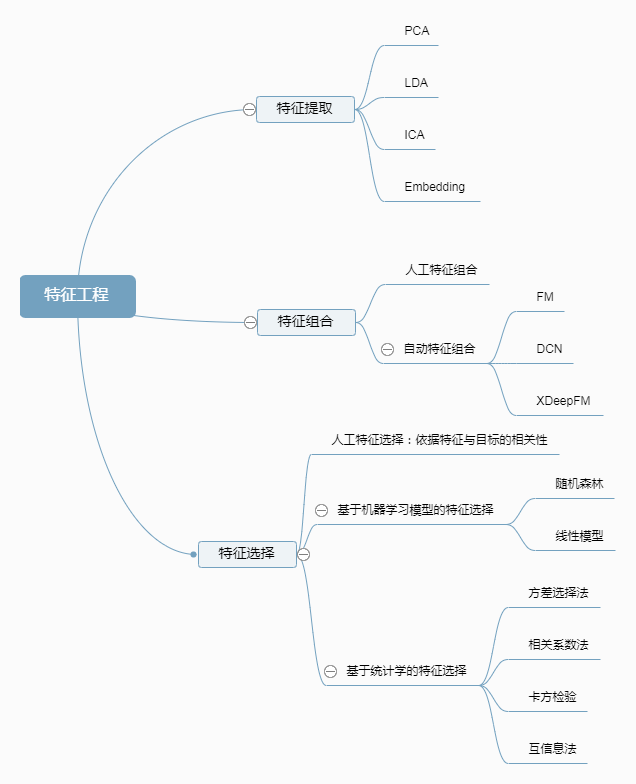 特征工程
特征提取
PCA
LDA
ICA
Embedding
特征组合
人工特征组合
自动特征组合
FM
DCN
XDeepFM
特征选择
人工特征选择：依据特征与目标的相关性
基于机器学习模型的特征选择
随机森林
线性模型
基于统计学的特征选择
方差选择法
相关系数法
卡方检验
互信息法